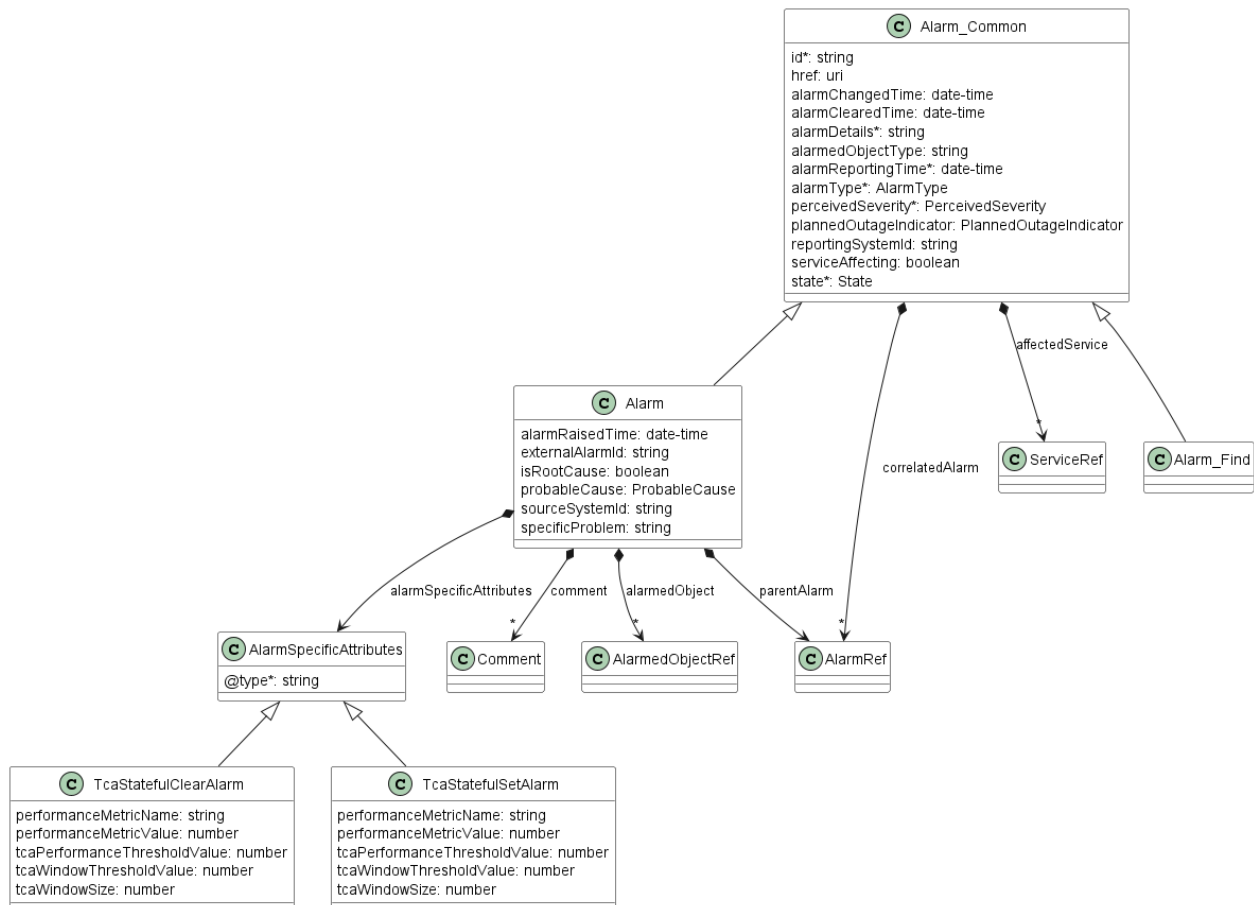 C Alarm_Common
id*: string
href: uri
alarmChangedTime: date-time
alarmClearedTime: date-time
alarmDetails*: string
alarmedObjectType: string
alarmReportingTime*: date-time
alarmType*: AlarmType
perceivedSeverity*: PerceivedSeverity
plannedOutageIndicator: PlannedOutageIndicator
reportingSystemId: string
serviceAffecting: boolean
state*: State
affectedService
*
C Alarm
alarmRaisedTime: date-time
externalAlarmId: string
isRootCause: boolean
probableCause: ProbableCause
sourceSystemId: string
specificProblem: string
correlatedAlarm
C ServiceRef
C Alarm_Find
alarmSpecificAttributes
comment
alarmedObject
parentAlarm
*
*
*
C AlarmSpecificAttributes
@type*: string
C Comment
C AlarmedObjectRef
C AlarmRef
C TcaStatefulClearAlarm
performanceMetricName: string
performanceMetricValue: number
tcaPerformanceThresholdValue: number
tcaWindowThresholdValue: number
tcaWindowSize: number
C TcaStatefulSetAlarm
performanceMetricName: string
performanceMetricValue: number
tcaPerformanceThresholdValue: number
tcaWindowThresholdValue: number
tcaWindowSize: number